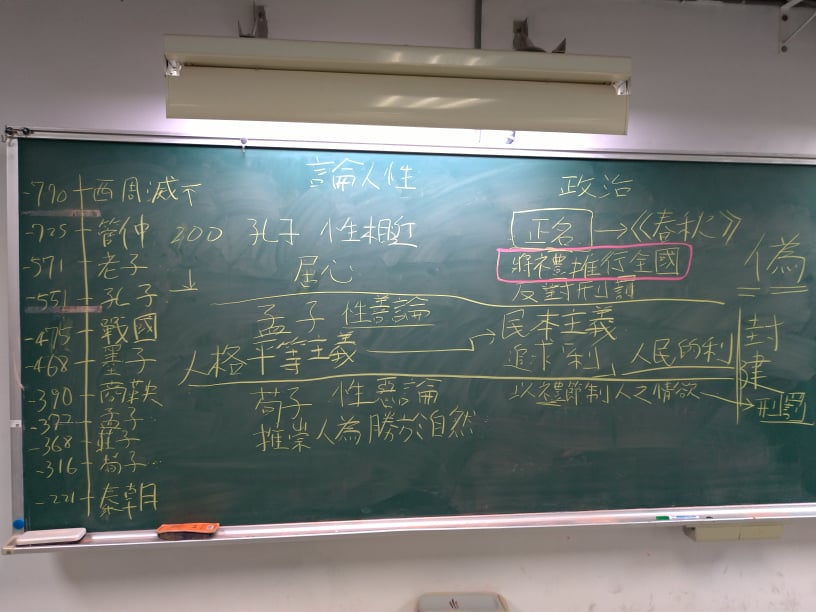 -770 西周滅亡
-725 管仲
-571 老子
-551 孔子
-475 戰國
-468 墨子
-390 商鞅
-372 孟子
-368 莊子
-316 荀子
-221 秦朝
200
↓
論人性
孔子 性相近
孟子 性善論
人格平等主義 →
荀子 性惡論
推崇人為勝於自然
政治
正名 →《春秋》
將禮推行全國
反對刑罰
民本主義
追求利 人民的利
以禮節制人之情欲 → 刑罰
偽
封建